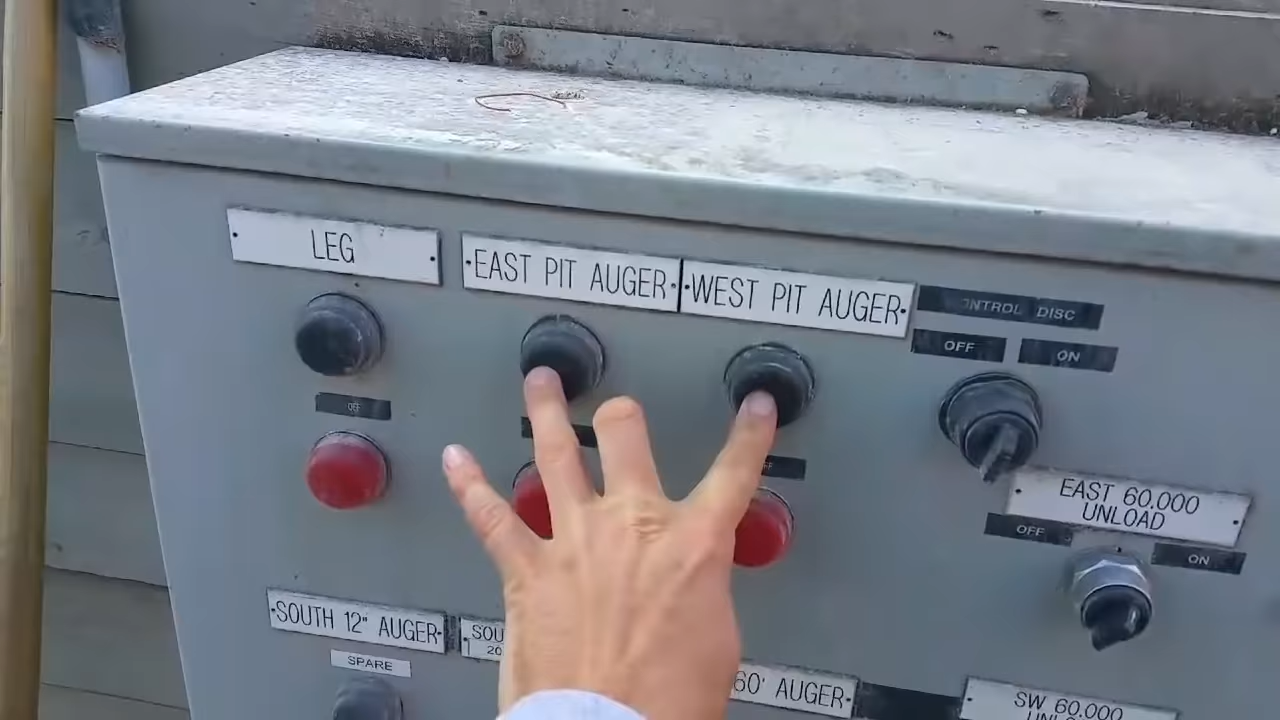 LEG
EAST PIT AUGER
WEST PIT AUGER
DISC
OFF
ON
OFF
EAST 60,000
UNLOAD
OFF
ON
SOUTH 12" AUGER
SPARE
60' AUGER
SW 60,000